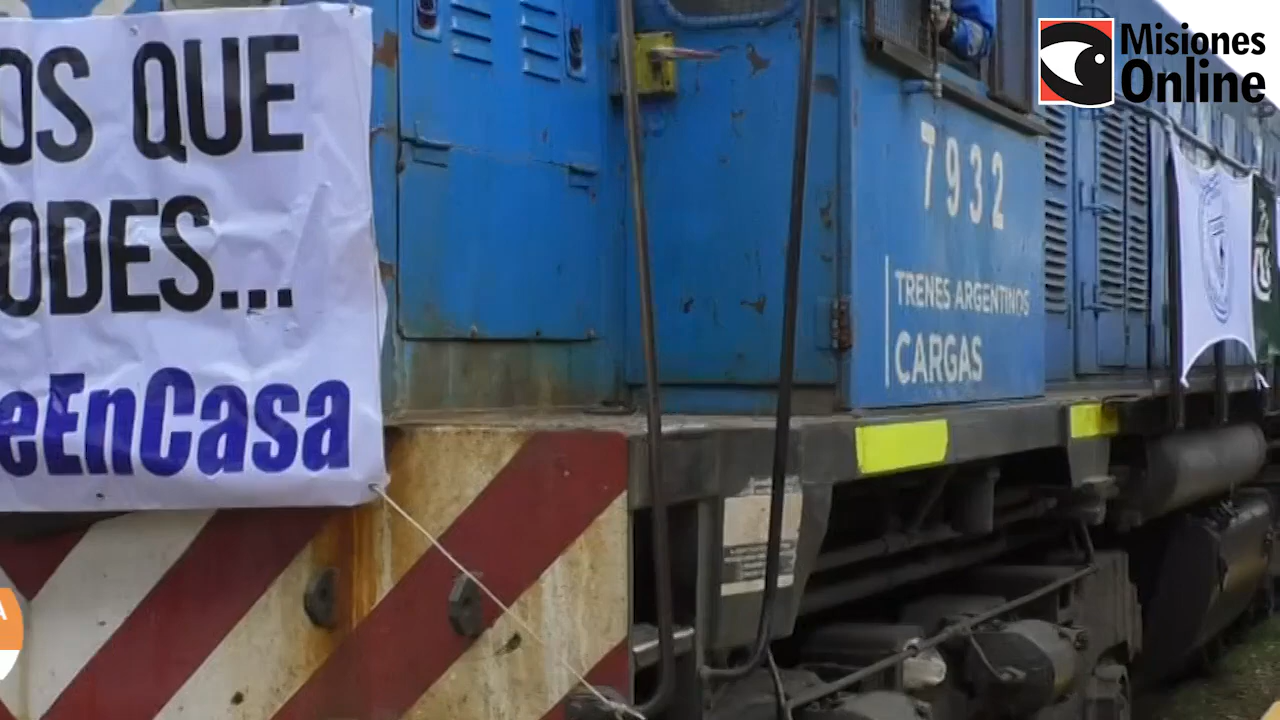 OS QUE
ODES...
eEnCasa
7932
TRENES ARGENTINOS
CARGAS
Misiones
Online
A